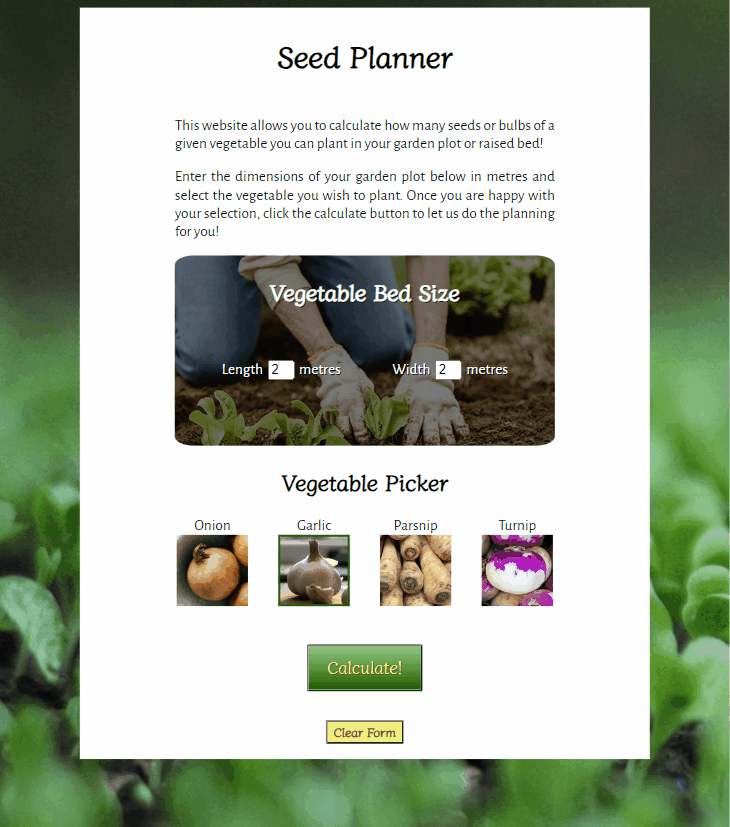 Seed Planner
This website allows you to calculate how many seeds or bulbs of a
given vegetable you can plant in your garden plot or raised bed!
Enter the dimensions of your garden plot below in metres and
select the vegetable you wish to plant. Once you are happy with
your selection, click the calculate button to let us do the planning
for you!
Vegetable Bed Size
Length 2 metres Width 2 metres
Vegetable Picker
Onion Garlic Parsnip Turnip
Calculate!
Clear Form